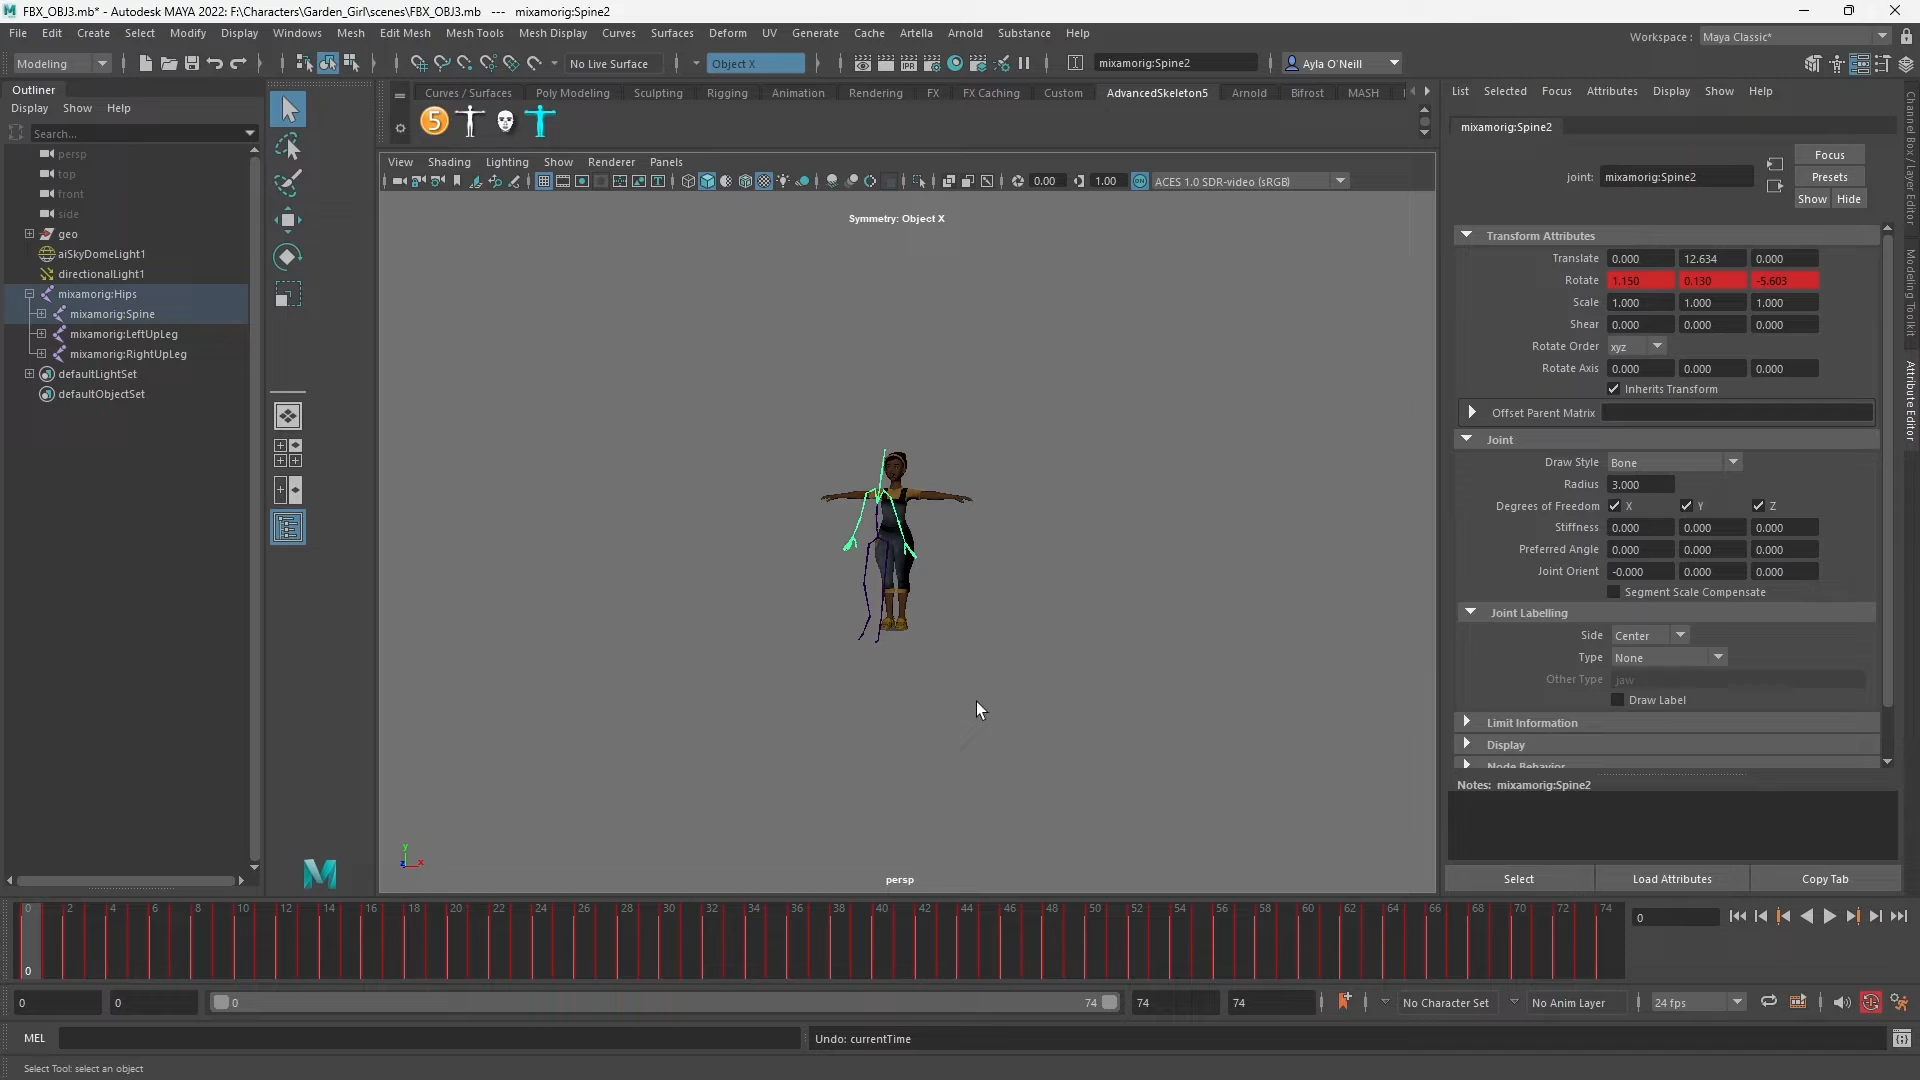 FBX_OBJ3.mb* - Autodesk MAYA 2022: F:\Characters\Garden_Girl\scenes\FBX_OBJ3.mb --- mixamorig:Spine2
File Edit Create Select Modify Display Windows Mesh Edit Mesh Mesh Tools Mesh Display Curves Surfaces Deform UV Generate Cache Artella Arnold Substance Help
Workspace : Maya Classic*
Modeling No Live Surface Object X mixamorig:Spine2 Ayla O'Neill
Outliner
Display Show Help
Search...
persp
top
front
side
geo
aiSkyDomeLight1
directionalLight1
mixamorig:Hips
mixamorig:Spine
mixamorig:LeftUpLeg
mixamorig:RightUpLeg
defaultLightSet
defaultObjectSet
Curves / Surfaces Poly Modeling Sculpting Rigging Animation Rendering FX FX Caching Custom AdvancedSkeleton5 Arnold Bifrost MASH
5
View Shading Lighting Show Renderer Panels
0.00 1.00 ON ACES 1.0 SDR-video (sRGB)
Symmetry: Object X
y
z x
persp
List Selected Focus Attributes Display Show Help
mixamorig:Spine2
joint: mixamorig:Spine2
Focus
Presets
Show Hide
Transform Attributes
Translate 0.000 12.634 0.000
Rotate 1.150 0.130 -5.603
Scale 1.000 1.000 1.000
Shear 0.000 0.000 0.000
Rotate Order xyz
Rotate Axis 0.000 0.000 0.000
Inherits Transform
Offset Parent Matrix
Joint
Draw Style Bone
Radius 3.000
Degrees of Freedom X Y Z
Stiffness 0.000 0.000 0.000
Preferred Angle 0.000 0.000 0.000
Joint Orient -0.000 0.000 0.000
Segment Scale Compensate
Joint Labelling
Side Center
Type None
Other Type jaw
Draw Label
Limit Information
Display
Node Behavior
Notes: mixamorig:Spine2
Select Load Attributes Copy Tab
Channel Box / Layer Editor
Modeling Toolkit
Attribute Editor
0 2 4 6 8 10 12 14 16 18 20 22 24 26 28 30 32 34 36 38 40 42 44 46 48 50 52 54 56 58 60 62 64 66 68 70 72 74
0
0
0 0 0 74 74 74 No Character Set No Anim Layer 24 fps
MEL Undo: currentTime
Select Tool: select an object